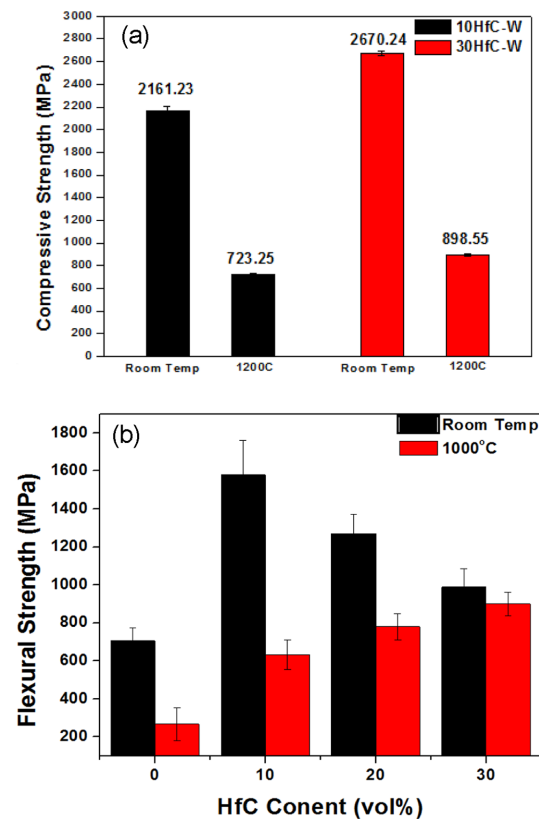 (a)
10HfC-W
30HfC-W
Compressive Strength (MPa)
3000
2800
2600
2400
2200
2000
1800
1600
1400
1200
1000
800
600
400
200
0
2161.23
723.25
2670.24
898.55
Room Temp 1200C Room Temp 1200C
(b)
Room Temp
1000°C
Flexural Strength (MPa)
1800
1600
1400
1200
1000
800
600
400
200
0 10 20 30
HfC Conent (vol%)